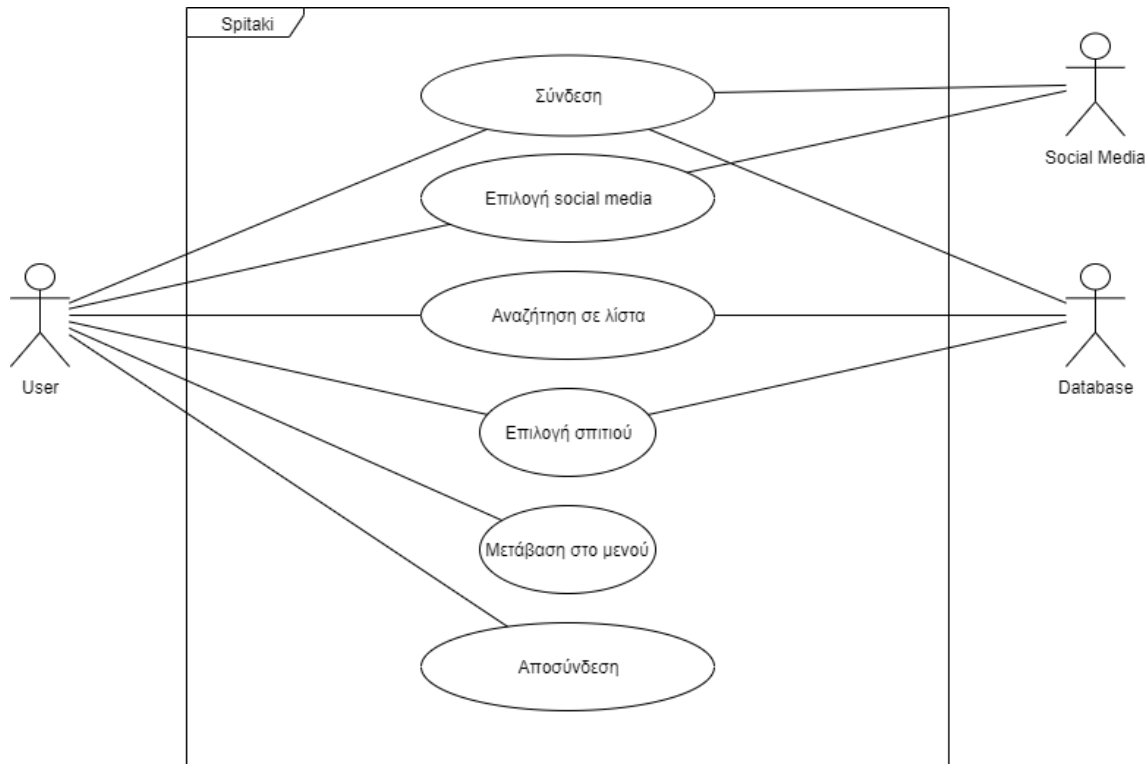 Spitaki
Σύνδεση
Social Media
Επιλογή social media
User
Αναζήτηση σε λίστα
Database
Επιλογή σπιτιού
Μετάβαση στο μενού
Αποσύνδεση